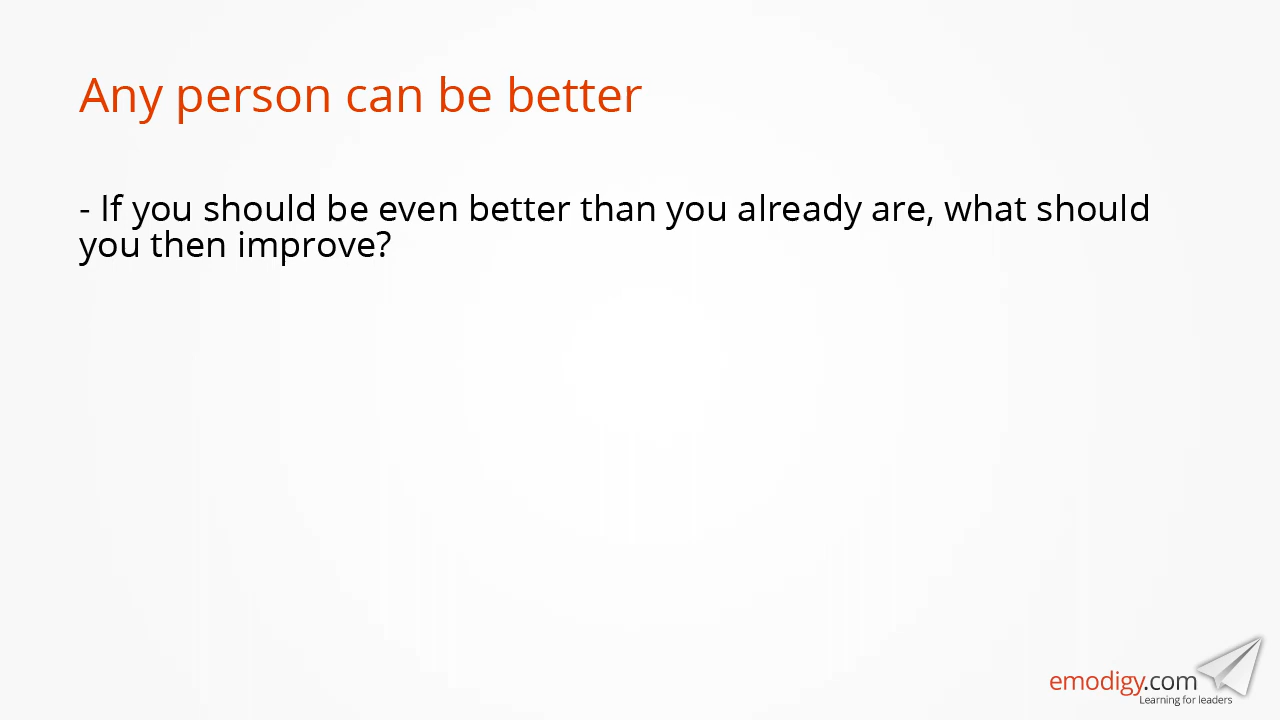 Any person can be better
- If you should be even better than you already are, what should
you then improve?
emodigy.com
Learning for leaders